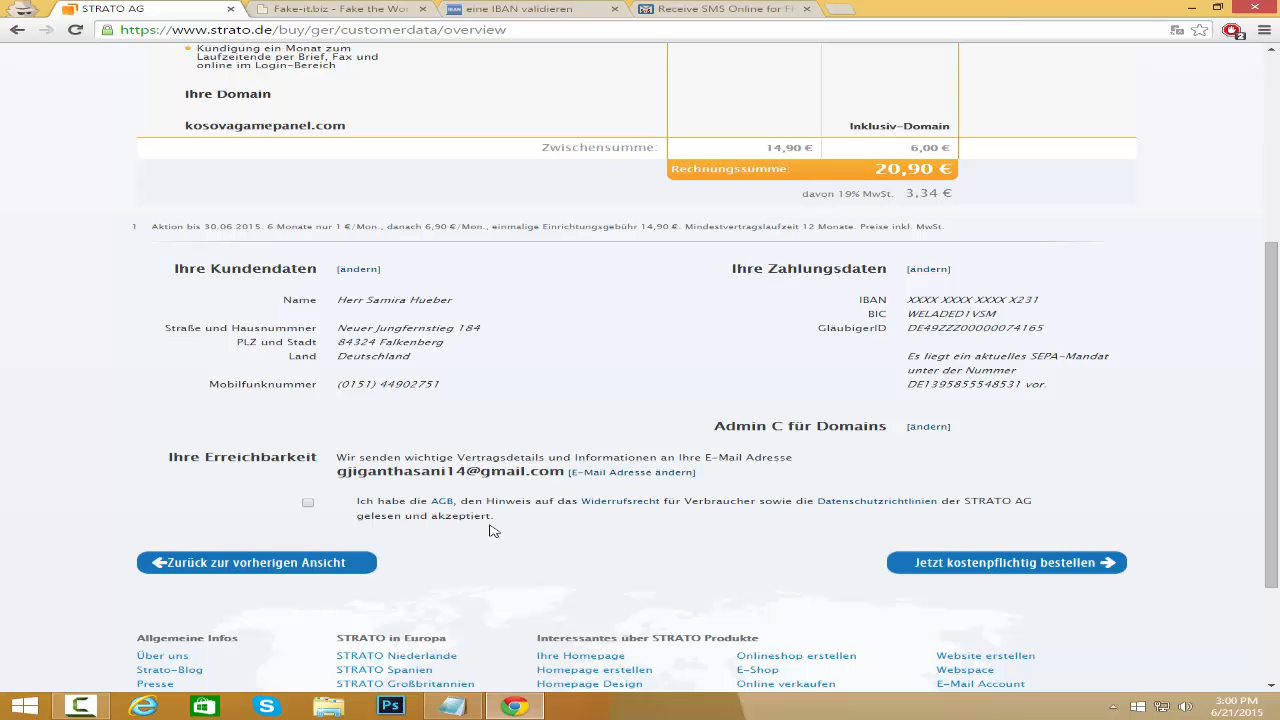 STRATO AG
Fake-it.biz - Fake the Wor
eine IBAN validieren
Receive SMS Online for F
https://www.strato.de/buy/ger/customerdata/overview
Kündigung ein Monat zum
Laufzeitende per Brief, Fax und
online im Login-Bereich
Ihre Domain
kosovagamepanel.com
Inklusiv-Domain
Zwischensumme: 14,90 € 6,00 €
Rechnungssumme: 20,90 €
davon 19% MwSt. 3,34 €
1 Aktion bis 30.06.2015: 6 Monate nur 1 €/Mon., danach 6,90 €/Mon., einmalige Einrichtungsgebühr 14,90 €. Mindestvertragslaufzeit 12 Monate. Preise inkl. MwSt.
Ihre Kundendaten [ändern]
Name Herr Samira Hueber
Straße und Hausnummner Neuer Jungfernstieg 184
PLZ und Stadt 84324 Falkenberg
Land Deutschland
Mobilfunknummer (0151) 44902751
Ihre Zahlungsdaten [ändern]
IBAN XXXX XXXX XXXX X231
BIC WELADED1VSM
GläubigerID DE49ZZZ00000074165
Es liegt ein aktuelles SEPA-Mandat
unter der Nummer
DE1395855548531 vor.
Admin C für Domains [ändern]
Ihre Erreichbarkeit Wir senden wichtige Vertragsdetails und Informationen an Ihre E-Mail Adresse
gjiganthasani14@gmail.com [E-Mail Adresse ändern]
Ich habe die AGB, den Hinweis auf das Widerrufsrecht für Verbraucher sowie die Datenschutzrichtlinien der STRATO AG
gelesen und akzeptiert.
Zurück zur vorherigen Ansicht
Jetzt kostenpflichtig bestellen
Allgemeine Infos
Über uns
Strato-Blog
Presse
STRATO in Europa
STRATO Niederlande
STRATO Spanien
STRATO Großbritannien
Interessantes über STRATO Produkte
Ihre Homepage
Homepage erstellen
Homepage Design
Onlineshop erstellen
E-Shop
Online verkaufen
Website erstellen
Webspace
E-Mail Account
Ps
3:00 PM
6/21/2015